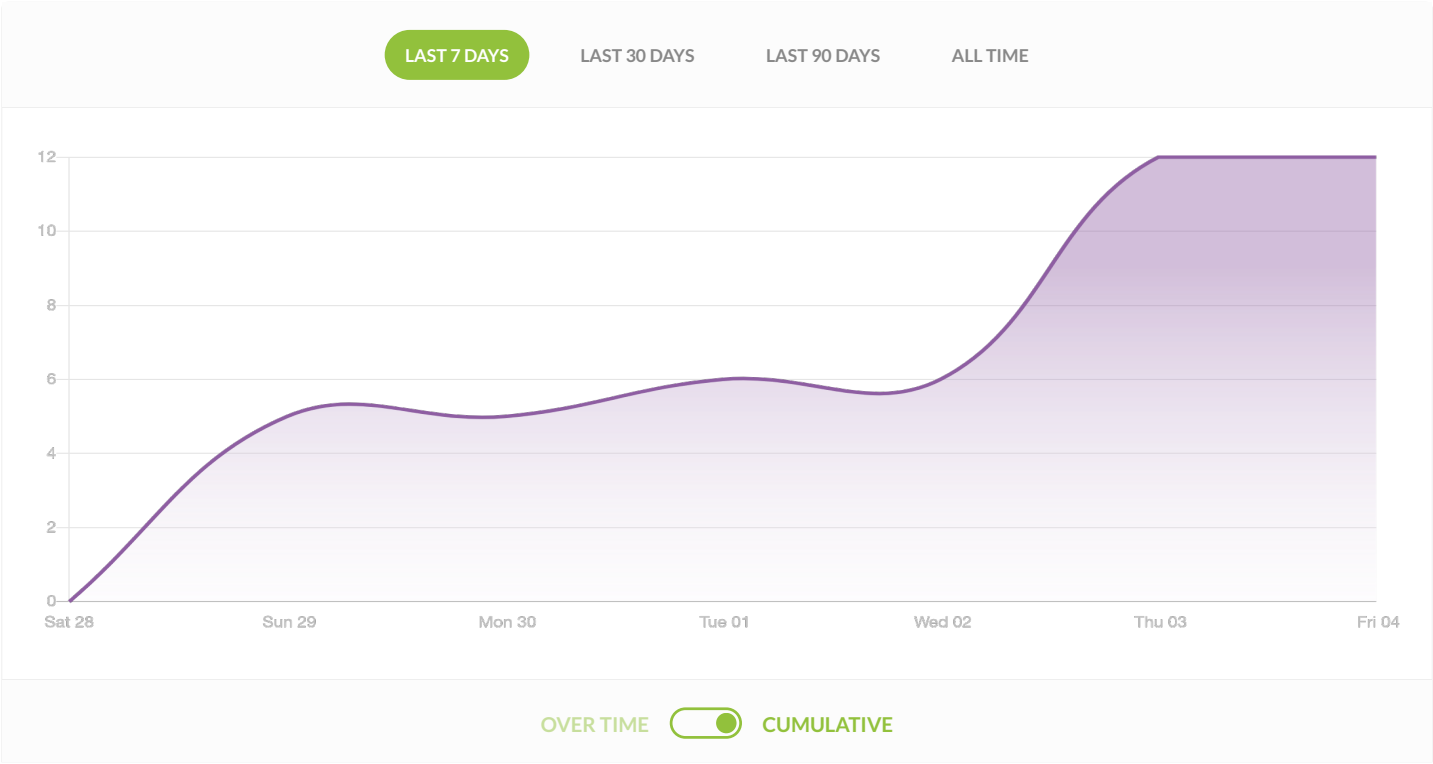 LAST 7 DAYS LAST 30 DAYS LAST 90 DAYS ALL TIME
12
10
8
6
4
2
0
Sat 28 Sun 29 Mon 30 Tue 01 Wed 02 Thu 03 Fri 04
OVER TIME CUMULATIVE